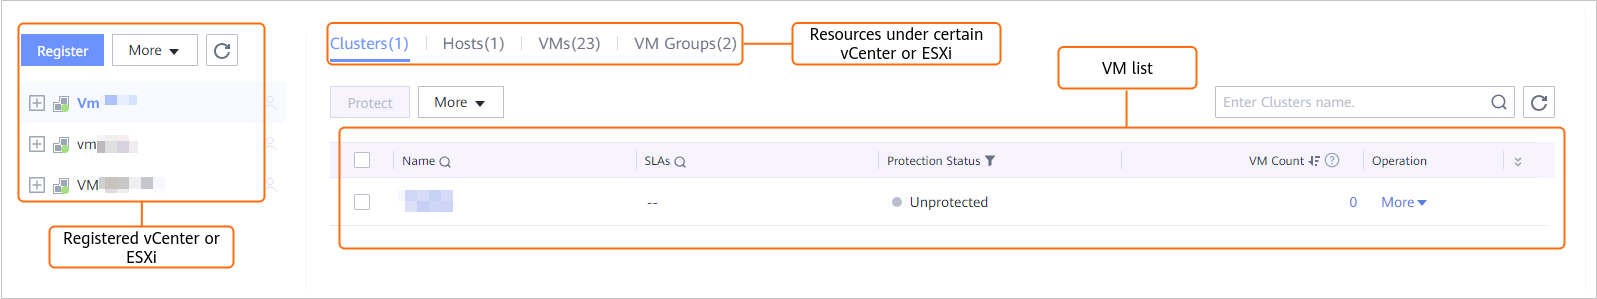 Register More
Vm
vm
VM
Registered vCenter or
ESXi
Clusters(1) Hosts(1) VMs(23) VM Groups(2)
Resources under certain
vCenter or ESXi
VM list
Protect More
Enter Clusters name.
Name SLAs Protection Status VM Count Operation
-- Unprotected 0 More